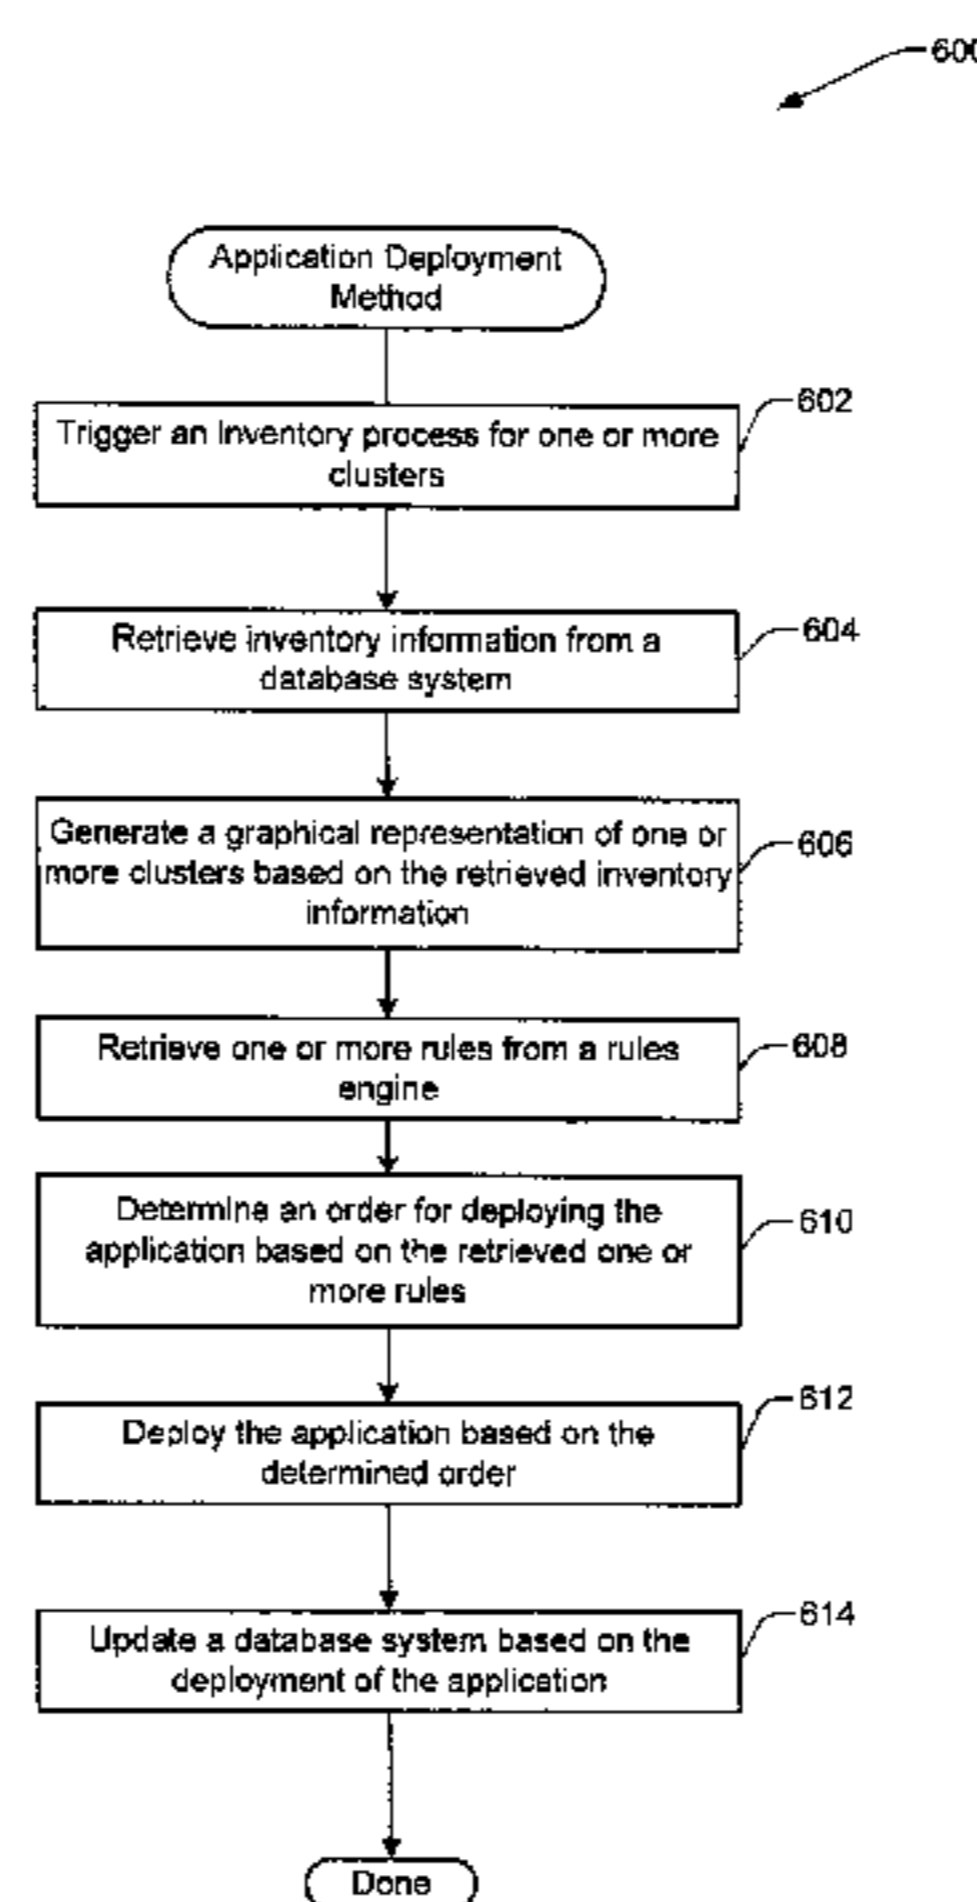 600
Application Deployment
Method
602
Trigger an Inventory process for one or more
clusters
604
Retrieve inventory information from a
database system
606
Generate a graphical representation of one or
more clusters based on the retrieved inventory
information
608
Retrieve one or more rules from a rules
engine
610
Determine an order for deploying the
application based on the retrieved one or
more rules
612
Deploy the application based on the
determined order
614
Update a database system based on the
deployment of the application
Done